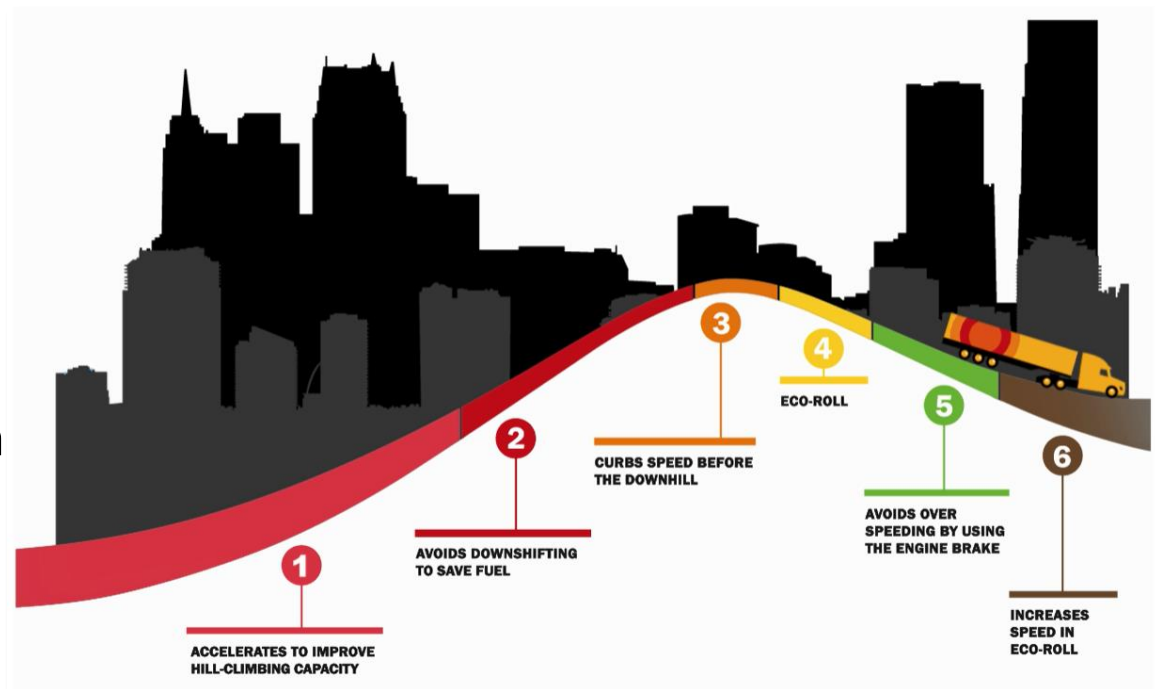 1
ACCELERATES TO IMPROVE
HILL-CLIMBING CAPACITY
2
AVOIDS DOWNSHIFTING
TO SAVE FUEL
3
CURBS SPEED BEFORE
THE DOWNHILL
4
ECO-ROLL
5
AVOIDS OVER
SPEEDING BY USING
THE ENGINE BRAKE
6
INCREASES
SPEED IN
ECO-ROLL